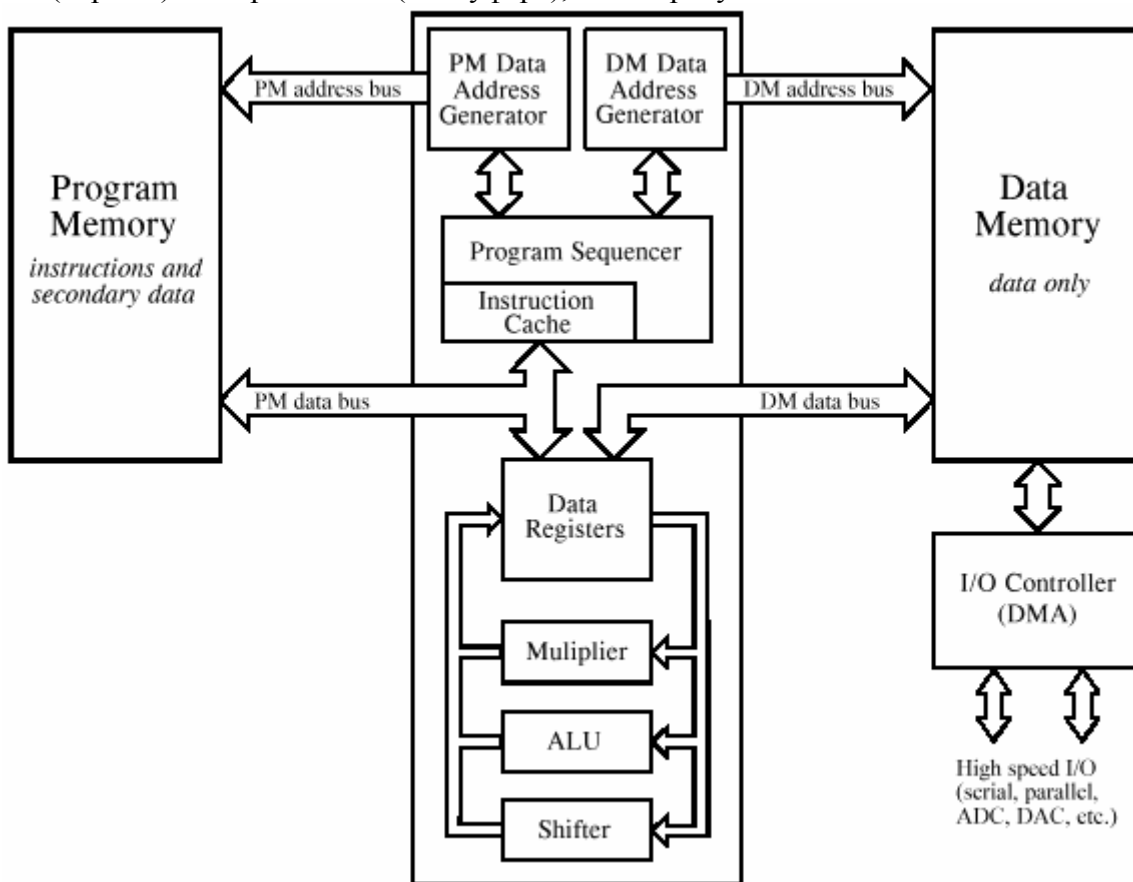 PM Data
Address
Generator
DM Data
Address
Generator
PM address bus
DM address bus
Program
Memory
instructions and
secondary data
Program Sequencer
Instruction
Cache
Data
Memory
data only
PM data bus
DM data bus
Data
Registers
Muliplier
ALU
Shifter
I/O Controller
(DMA)
High speed I/O
(serial, parallel,
ADC, DAC, etc.)